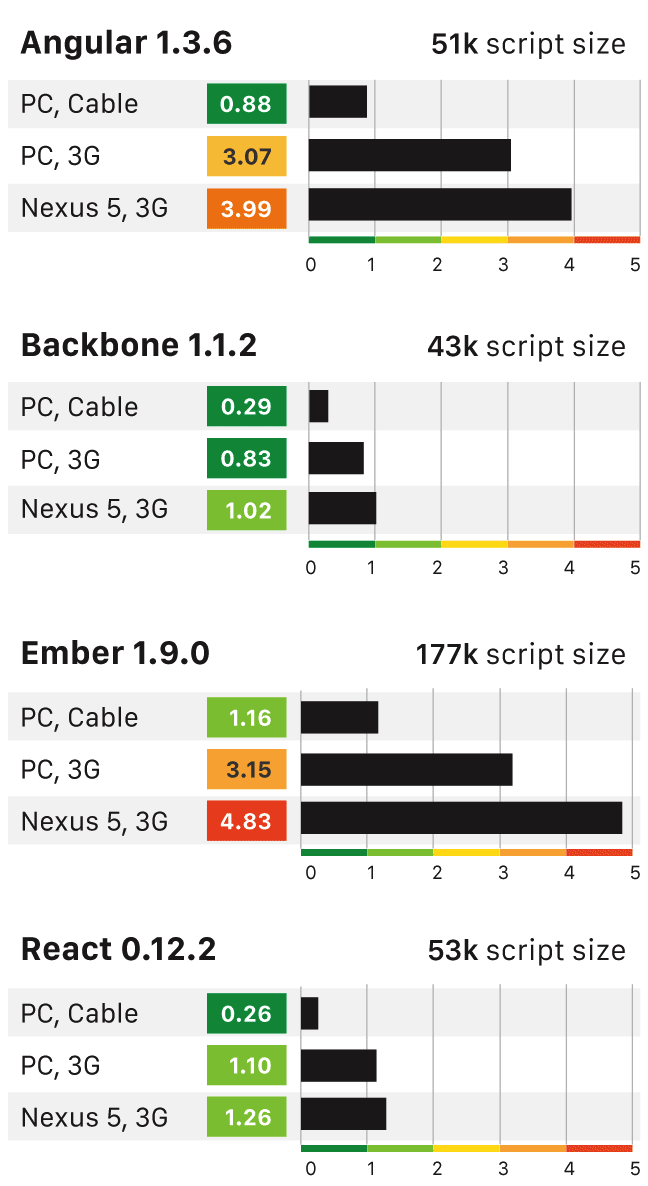 Angular 1.3.6 51k script size
PC, Cable 0.88
PC, 3G 3.07
Nexus 5, 3G 3.99
0 1 2 3 4 5
Backbone 1.1.2 43k script size
PC, Cable 0.29
PC, 3G 0.83
Nexus 5, 3G 1.02
0 1 2 3 4 5
Ember 1.9.0 177k script size
PC, Cable 1.16
PC, 3G 3.15
Nexus 5, 3G 4.83
0 1 2 3 4 5
React 0.12.2 53k script size
PC, Cable 0.26
PC, 3G 1.10
Nexus 5, 3G 1.26
0 1 2 3 4 5